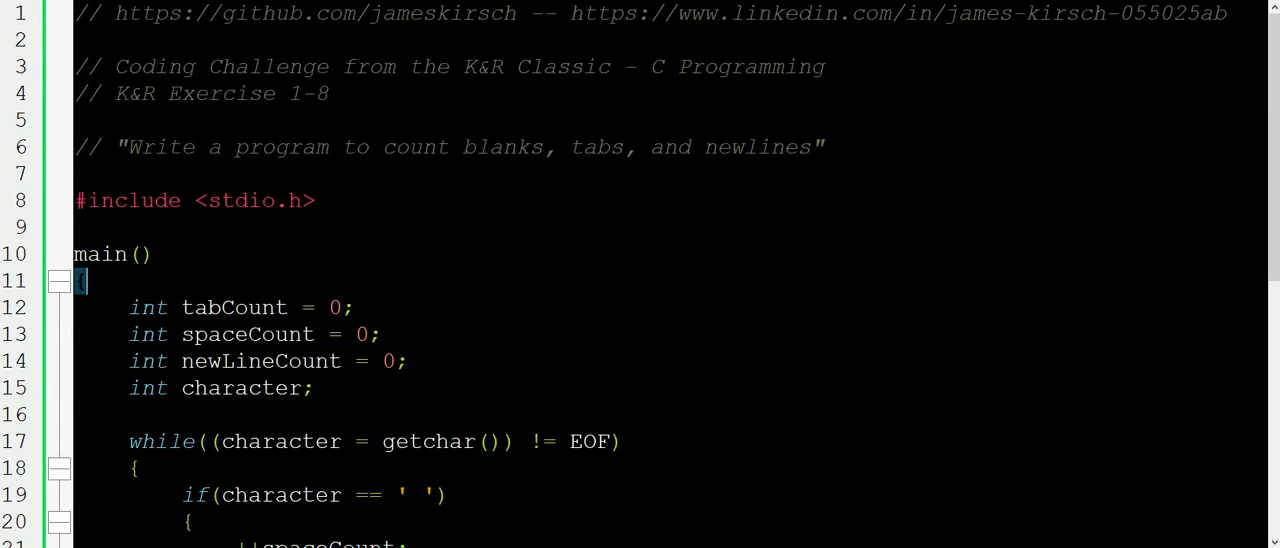 1 // https://github.com/jameskirsch -- https://www.linkedin.com/in/james-kirsch-055025ab
2
3 // Coding Challenge from the K&R Classic - C Programming
4 // K&R Exercise 1-8
5
6 // "Write a program to count blanks, tabs, and newlines"
7
8 #include <stdio.h>
9
10 main()
11 {
12 int tabCount = 0;
13 int spaceCount = 0;
14 int newLineCount = 0;
15 int character;
16
17 while((character = getchar()) != EOF)
18 {
19 if(character == ' ')
20 {
21 ++spaceCount;